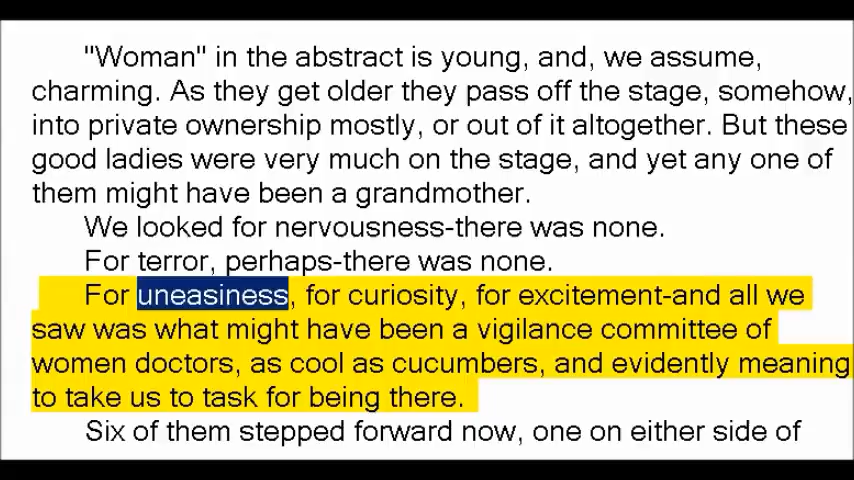 "Woman" in the abstract is young, and, we assume,
charming. As they get older they pass off the stage, somehow,
into private ownership mostly, or out of it altogether. But these
good ladies were very much on the stage, and yet any one of
them might have been a grandmother.
We looked for nervousness-there was none.
For terror, perhaps-there was none.
For uneasiness, for curiosity, for excitement-and all we
saw was what might have been a vigilance committee of
women doctors, as cool as cucumbers, and evidently meaning
to take us to task for being there.
Six of them stepped forward now, one on either side of